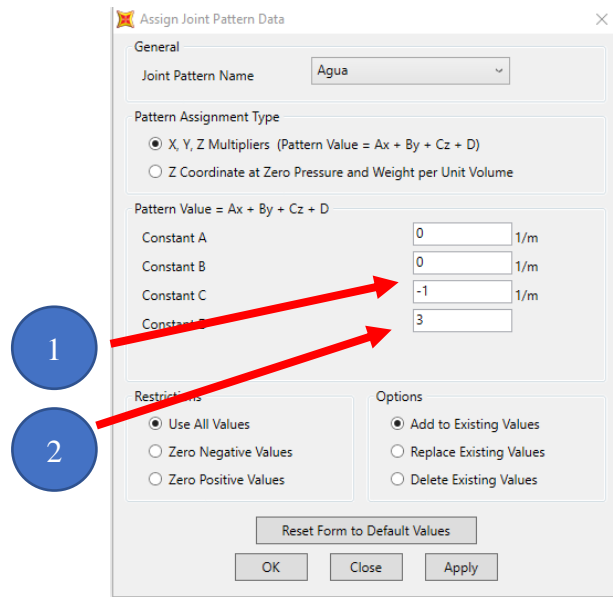 Assign Joint Pattern Data
General
Joint Pattern Name Agua
Pattern Assignment Type
X, Y, Z Multipliers (Pattern Value = Ax + By + Cz + D)
Z Coordinate at Zero Pressure and Weight per Unit Volume
Pattern Value = Ax + By + Cz + D
Constant A 0 1/m
Constant B 0 1/m
Constant C -1 1/m
Constant D 3
1
2
Restrictions
Use All Values
Zero Negative Values
Zero Positive Values
Options
Add to Existing Values
Replace Existing Values
Delete Existing Values
Reset Form to Default Values
OK Close Apply